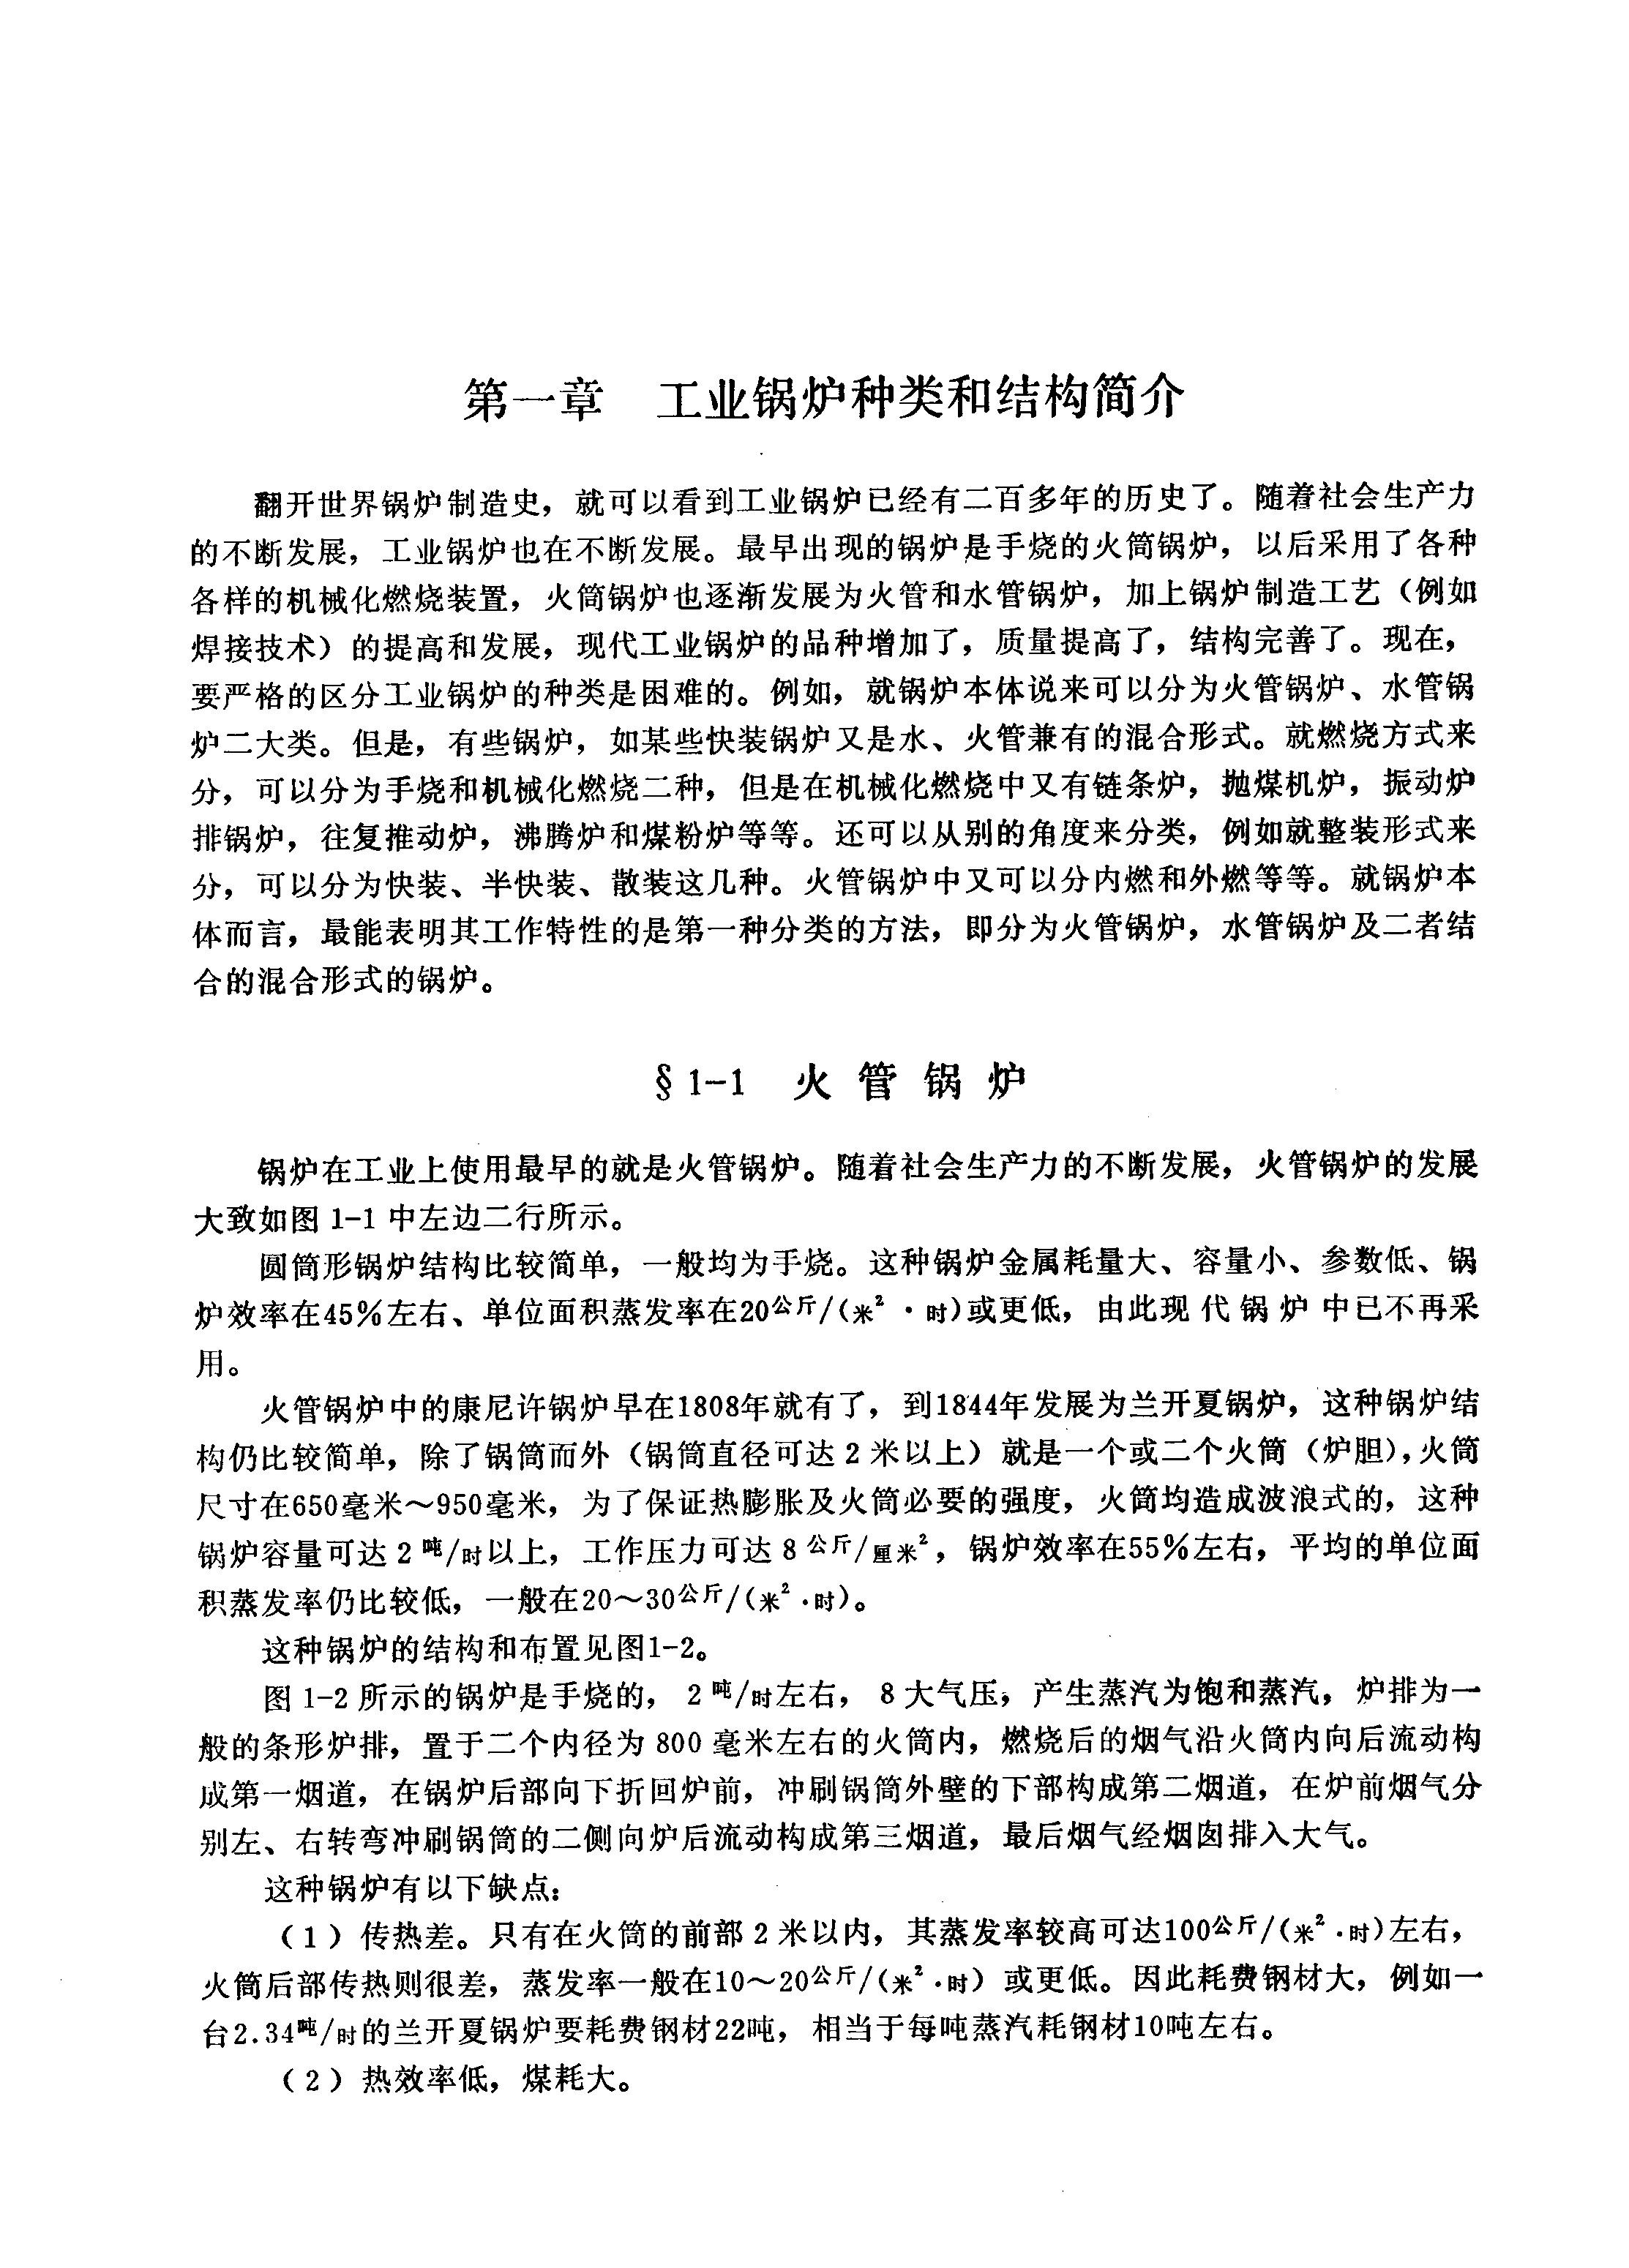 第一章 工业锅炉种类和结构简介
翻开世界锅炉制造史，就可以看到工业锅炉已经有二百多年的历史了。随着社会生产力
的不断发展，工业锅炉也在不断发展。最早出现的锅炉是手烧的火筒锅炉，以后采用了各种
各样的机械化燃烧装置，火筒锅炉也逐渐发展为火管和水管锅炉，加上锅炉制造工艺（例如
焊接技术）的提高和发展，现代工业锅炉的品种增加了，质量提高了，结构完善了。现在，
要严格的区分工业锅炉的种类是困难的。例如，就锅炉本体说来可以分为火管锅炉、水管锅
炉二大类。但是，有些锅炉，如某些快装锅炉又是水、火管兼有的混合形式。就燃烧方式来
分，可以分为手烧和机械化燃烧二种，但是在机械化燃烧中又有链条炉，抛煤机炉，振动炉
排锅炉，往复推动炉，沸腾炉和煤粉炉等等。还可以从别的角度来分类，例如就整装形式来
分，可以分为快装、半快装、散装这几种。火管锅炉中又可以分内燃和外燃等等。就锅炉本
体而言，最能表明其工作特性的是第一种分类的方法，即分为火管锅炉，水管锅炉及二者结
合的混合形式的锅炉。
§1-1 火管锅炉
锅炉在工业上使用最早的就是火管锅炉。随着社会生产力的不断发展，火管锅炉的发展
大致如图 1-1 中左边二行所示。
圆筒形锅炉结构比较简单，一般均为手烧。这种锅炉金属耗量大、容量小、参数低、锅
炉效率在45%左右、单位面积蒸发率在20公斤/(米²·时)或更低，由此现代锅炉中已不再采
用。
火管锅炉中的康尼许锅炉早在1808年就有了，到1844年发展为兰开夏锅炉，这种锅炉结
构仍比较简单，除了锅筒而外（锅筒直径可达 2 米以上）就是一个或二个火筒（炉胆），火筒
尺寸在650毫米～950毫米，为了保证热膨胀及火筒必要的强度，火筒均造成波浪式的，这种
锅炉容量可达 2 吨/时以上，工作压力可达 8 公斤/厘米²，锅炉效率在55%左右，平均的单位面
积蒸发率仍比较低，一般在20～30公斤/(米²·时)。
这种锅炉的结构和布置见图1-2。
图 1-2 所示的锅炉是手烧的， 2 吨/时左右， 8 大气压，产生蒸汽为饱和蒸汽，炉排为一
般的条形炉排，置于二个内径为 800 毫米左右的火筒内，燃烧后的烟气沿火筒内向后流动构
成第一烟道，在锅炉后部向下折回炉前，冲刷锅筒外壁的下部构成第二烟道，在炉前烟气分
别左、右转弯冲刷锅筒的二侧向炉后流动构成第三烟道，最后烟气经烟囱排入大气。
这种锅炉有以下缺点：
（1）传热差。只有在火筒的前部 2 米以内，其蒸发率较高可达100公斤/(米²·时)左右，
火筒后部传热则很差，蒸发率一般在10～20公斤/(米²·时) 或更低。因此耗费钢材大，例如一
台2.34吨/时的兰开夏锅炉要耗费钢材22吨，相当于每吨蒸汽耗钢材10吨左右。
（2）热效率低，煤耗大。